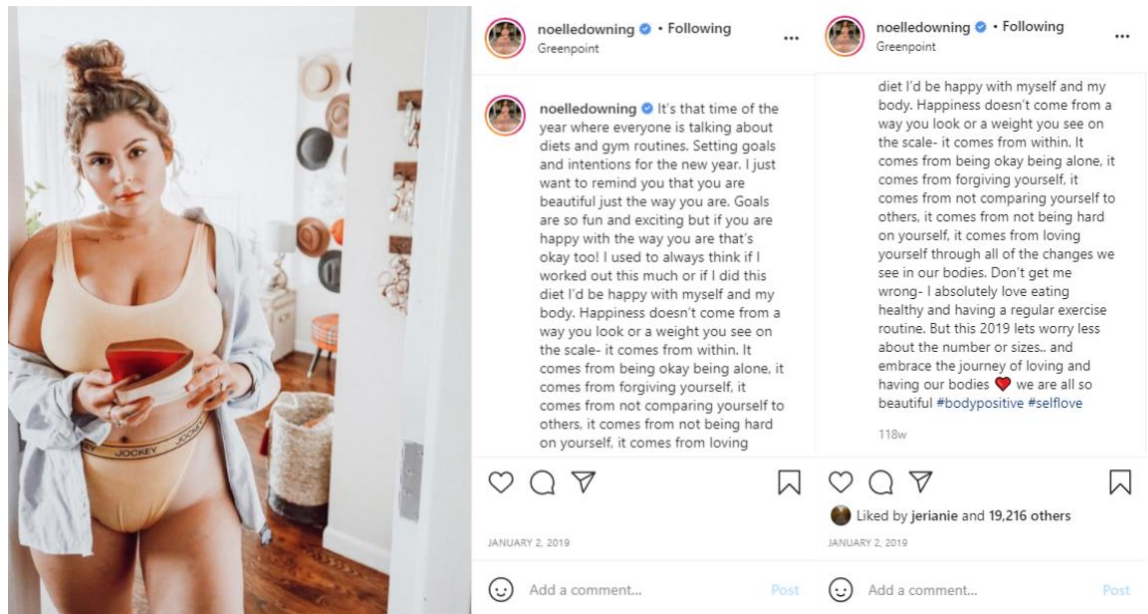 noelledowning • Following
Greenpoint
noelledowning It's that time of the
year where everyone is talking about
diets and gym routines. Setting goals
and intentions for the new year. I just
want to remind you that you are
beautiful just the way you are. Goals
are so fun and exciting but if you are
happy with the way you are that's
okay too! I used to always think if I
worked out this much or if I did this
diet I'd be happy with myself and my
body. Happiness doesn't come from a
way you look or a weight you see on
the scale- it comes from within. It
comes from being okay being alone, it
comes from forgiving yourself, it
comes from not comparing yourself to
others, it comes from not being hard
on yourself, it comes from loving
JANUARY 2, 2019
Add a comment...
Post
noelledowning • Following
Greenpoint
diet I'd be happy with myself and my
body. Happiness doesn't come from a
way you look or a weight you see on
the scale- it comes from within. It
comes from being okay being alone, it
comes from forgiving yourself, it
comes from not comparing yourself to
others, it comes from not being hard
on yourself, it comes from loving
yourself through all of the changes we
see in our bodies. Don't get me
wrong- I absolutely love eating
healthy and having a regular exercise
routine. But this 2019 lets worry less
about the number or sizes.. and
embrace the journey of loving and
having our bodies ❤️ we are all so
beautiful #bodypositive #selflove
118w
Liked by jerianie and 19,216 others
JANUARY 2, 2019
Add a comment...
Post
JOCKEY
JOCKEY